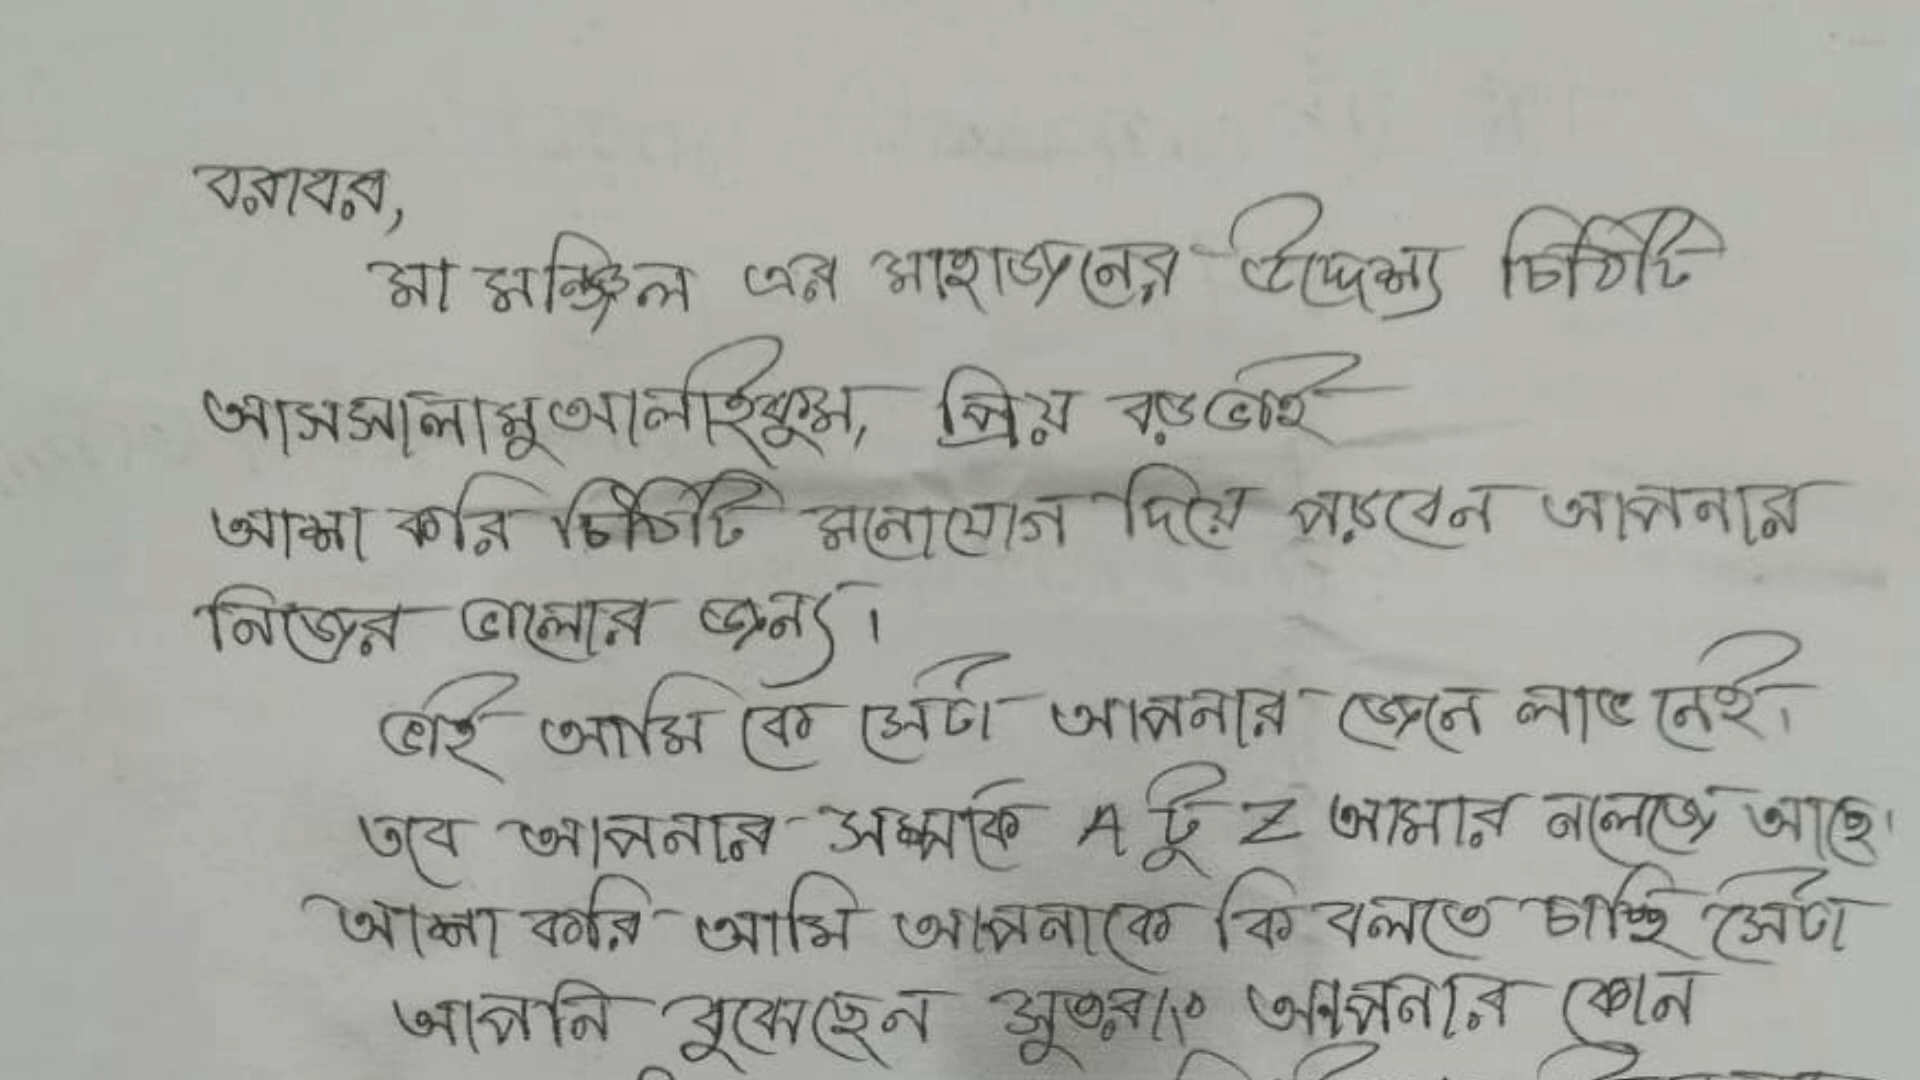 বরাবর,
মা মঞ্জিল এর মাহাজনের উদ্দেশ্য চিঠিটি
আসসালামুআলাইকুম, প্রিয় বড়ভাই
আশা করি চিঠিটি মনোযোগ দিয়ে পড়বেন আপনার
নিজের ভালোর জন্য।
ভাই আমি কে সেটা আপনার জেনে লাভ নেই।
তবে আপনার সম্পর্কে A টু Z আমার নলেজে আছে।
আশা করি আমি আপনাকে কি বলতে চাচ্ছি সেটা
আপনি বুঝেছেন সুতরাং আপনার কোন